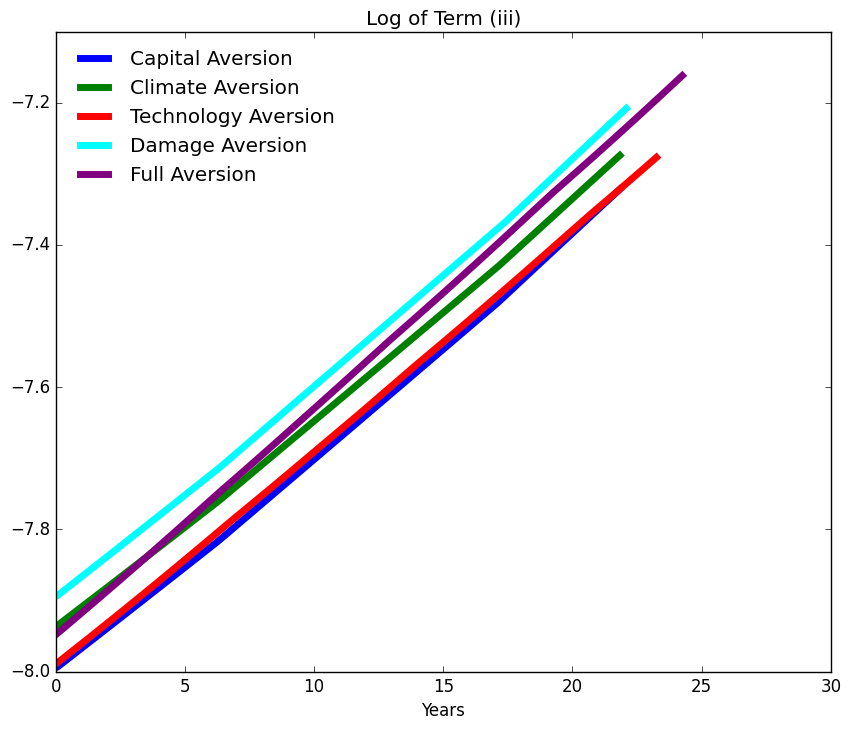 Log of Term (iii)
Capital Aversion
Climate Aversion
Technology Aversion
Damage Aversion
Full Aversion
−7.2
−7.4
−7.6
−7.8
−8.0
0 5 10 15 20 25 30
Years